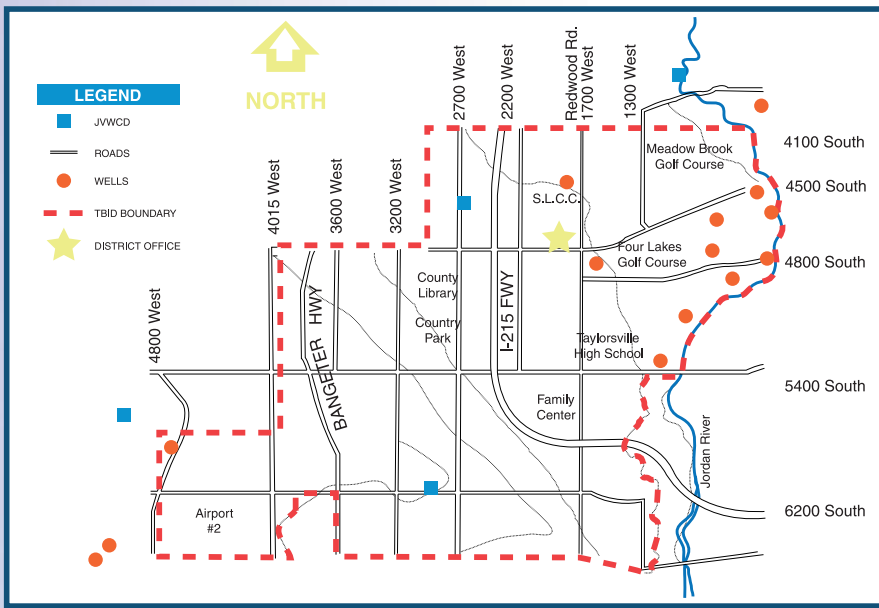 NORTH
LEGEND
JVWCD
ROADS
WELLS
TBID BOUNDARY
DISTRICT OFFICE
4800 West
4015 West
3600 West
3200 West
2700 West
2200 West
Redwood Rd.
1700 West
1300 West
4100 South
4500 South
4800 South
5400 South
6200 South
Meadow Brook
Golf Course
S.L.C.C.
Four Lakes
Golf Course
County
Library
Country
Park
I-215 FWY
BANGETER HWY
Taylorsville
High School
Family
Center
Jordan River
Airport
#2